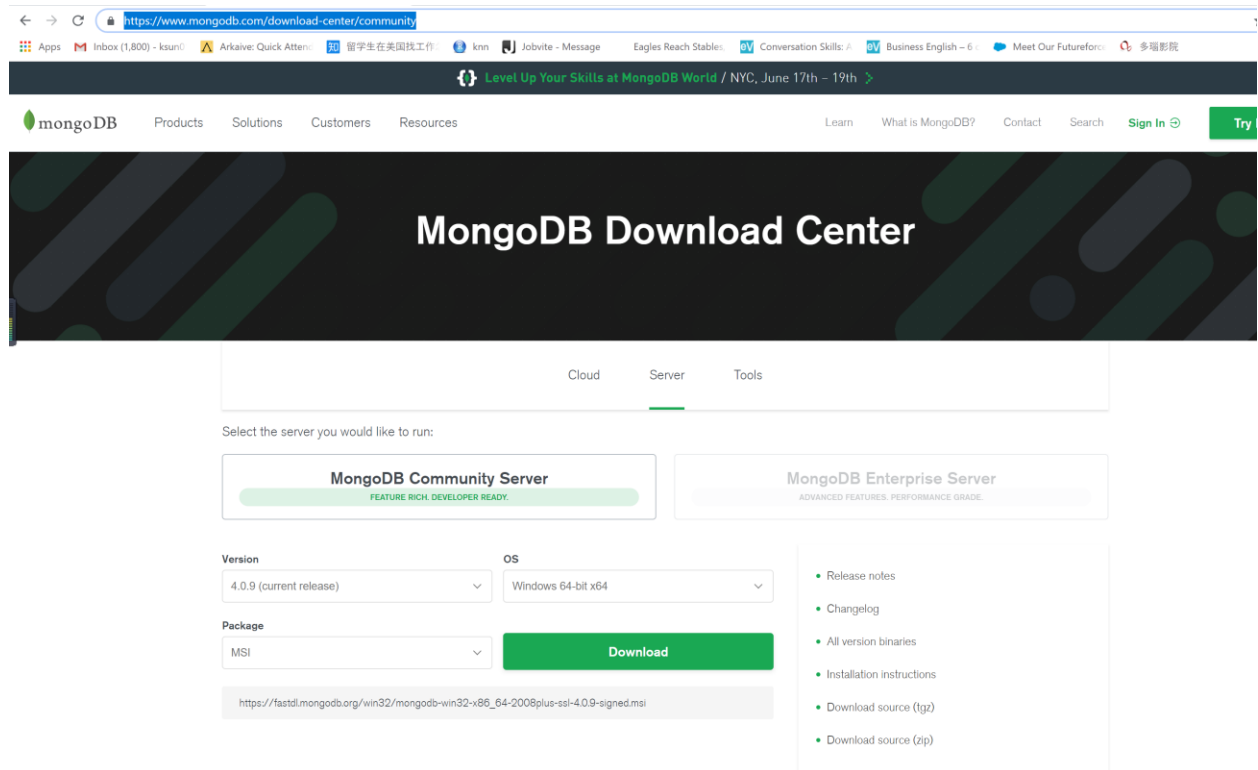 https://www.mongodb.com/download-center/community
Apps Inbox (1,800) - ksun0 Arkaive: Quick Attend 留学生在美国找工作 knn Jobvite - Message Eagles Reach Stables, Conversation Skills: A Business English – 6 Meet Our Futureforce 多瑙影院
Level Up Your Skills at MongoDB World / NYC, June 17th – 19th
mongoDB Products Solutions Customers Resources Learn What is MongoDB? Contact Search Sign In Try
MongoDB Download Center
Cloud Server Tools
Select the server you would like to run:
MongoDB Community Server MongoDB Enterprise Server
FEATURE RICH. DEVELOPER READY. ADVANCED FEATURES. PERFORMANCE GRADE.
Version OS
4.0.9 (current release) Windows 64-bit x64
Release notes
Changelog
Package
MSI Download
All version binaries
Installation instructions
https://fastdl.mongodb.org/win32/mongodb-win32-x86_64-2008plus-ssl-4.0.9-signed.msi
Download source (tgz)
Download source (zip)